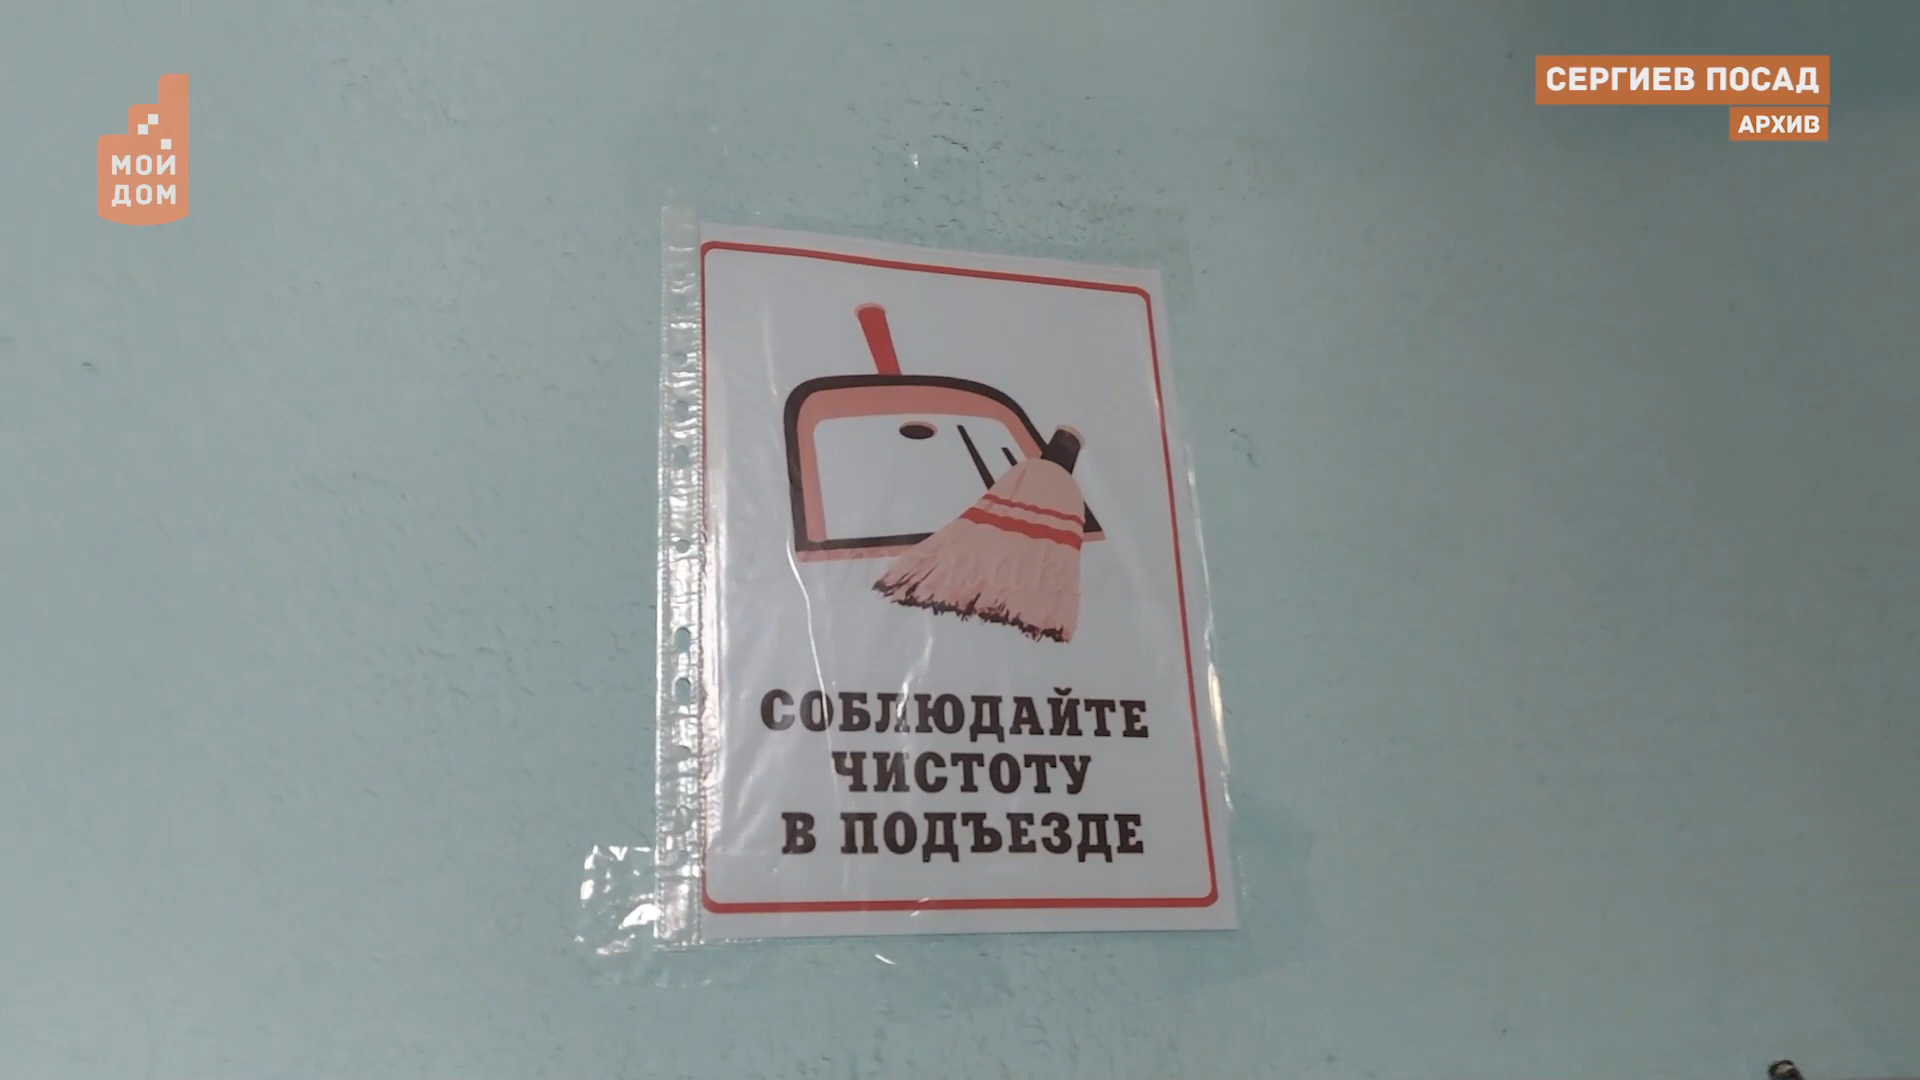 МОЙ
ДОМ
СЕРГИЕВ ПОСАД
АРХИВ
СОБЛЮДАЙТЕ
ЧИСТОТУ
В ПОДЪЕЗДЕ